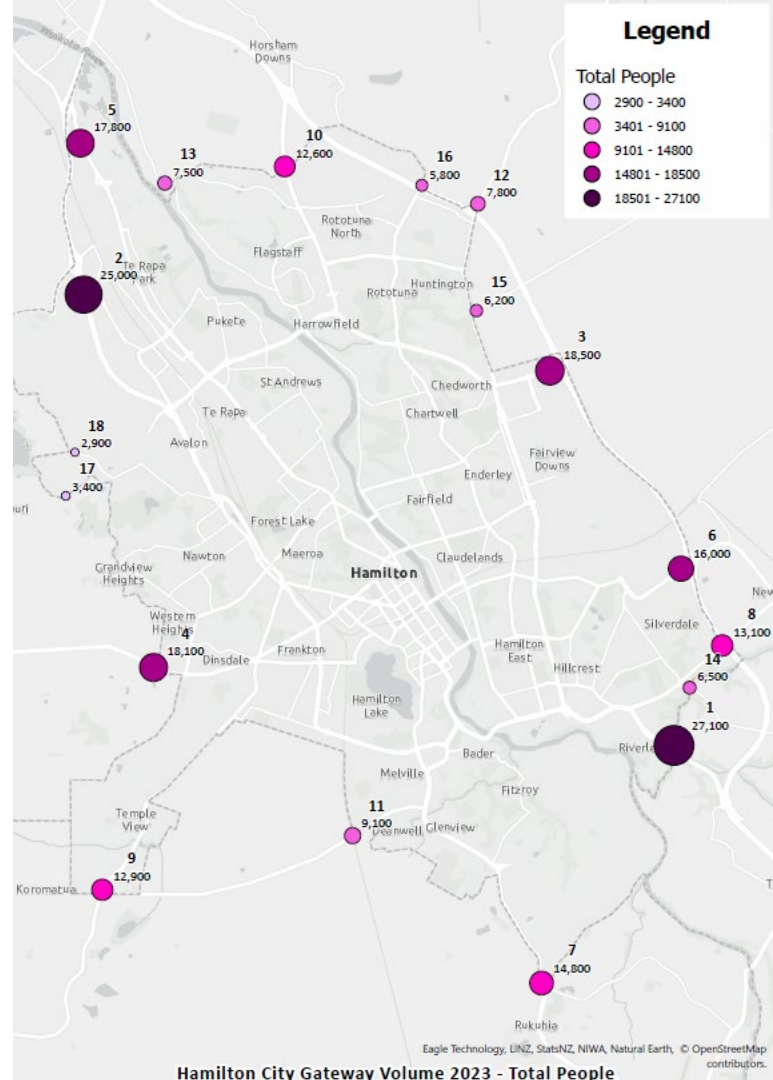 Legend
Total People
2900 - 3400
3401 - 9100
9101 - 14800
14801 - 18500
18501 - 27100
Waikato River
Horsham
Downs
5
17,800
13
7,500
10
12,600
16
5,800
12
7,800
Rototuna
North
Flagstaff
2
25,000
Te Rapa
Park
Rototuna
Huntington
15
6,200
Pukete
Harrowfield
3
18,500
St Andrews
Chedworth
Te Rapa
Chartwell
18
2,900
Avalon
17
3,400
uri
Fairview
Downs
Enderley
Fairfield
Forest Lake
Nawton
Maeroa
Claudelands
6
16,000
Grandview
Heights
Hamilton
New
Western
Heights
4
18,100
Dinsdale
Frankton
Hamilton
East
Hillcrest
Silverdale
8
13,100
14
6,500
Hamilton
Lake
1
27,100
Riverl
Bader
Melville
Fitzroy
Temple
View
11
9,100
Deanwell
Glenview
9
12,900
Koromatua
T
7
14,800
Rukuhia
Eagle Technology, LINZ, StatsNZ, NIWA, Natural Earth, © OpenStreetMap
contributors.
Hamilton City Gateway Volume 2023 - Total People